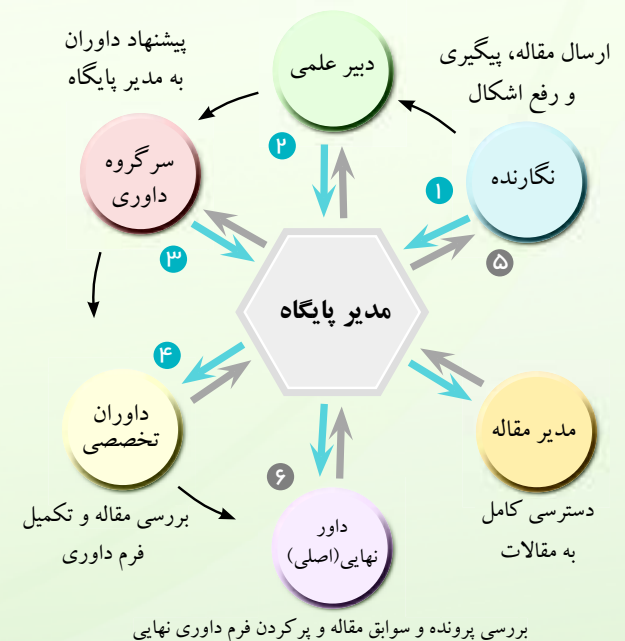 ارسال مقاله، پیگیری
و رفع اشکال
نگارنده
۱
۵
دبیر علمی
۲
پیشنهاد داوران
به مدیر پایگاه
سرگروه
داوری
۳
مدیر پایگاه
۴
داوران
تخصصی
بررسی مقاله و تکمیل
فرم داوری
۶
داور
نهایی(اصلی)
بررسی پرونده و سوابق مقاله و پرکردن فرم داوری نهایی
مدیر مقاله
دسترسی کامل
به مقالات